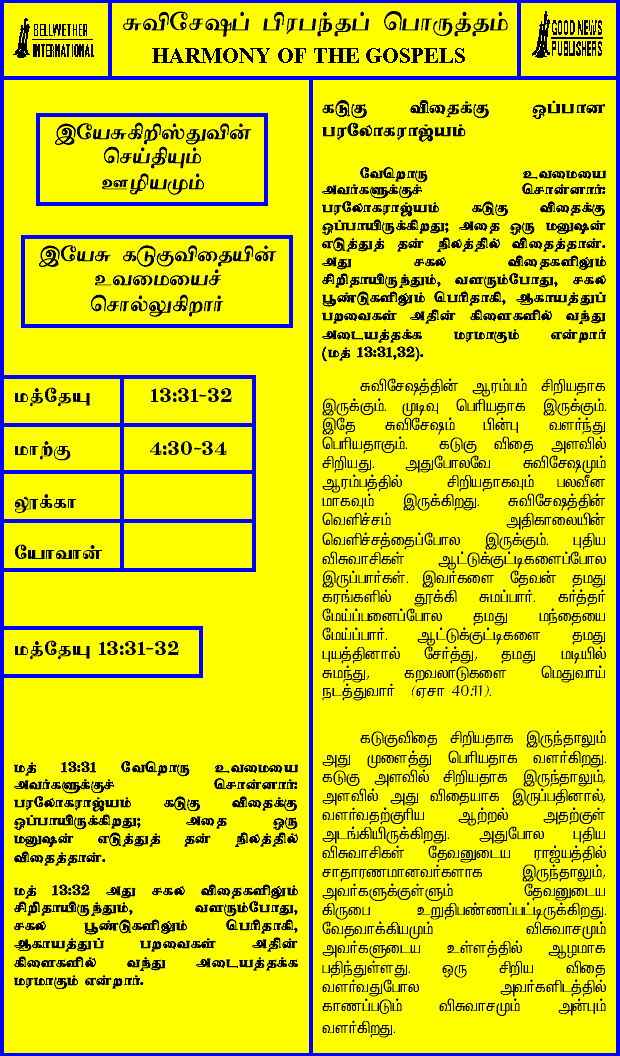 BELLWETHER
INTERNATIONAL
சுவிசேஷப் பிரபந்தப் பொருத்தம்
HARMONY OF THE GOSPELS
GOOD NEWS
PUBLISHERS
இயேசுகிறிஸ்துவின்
செய்தியும்
ஊழியமும்
இயேசு கடுகுவிதையின்
உவமையைச்
சொல்லுகிறார்
மத்தேயு 13:31-32
மாற்கு 4:30-34
லூக்கா
யோவான்
மத்தேயு 13:31-32
மத் 13:31 வேறொரு உவமையை
அவர்களுக்குச் சொன்னார்:
பரலோகராஜ்யம் கடுகு விதைக்கு
ஒப்பாயிருக்கிறது; அதை ஒரு
மனுஷன் எடுத்துத் தன் நிலத்தில்
விதைத்தான்.
மத் 13:32 அது சகல விதைகளிலும்
சிறிதாயிருந்தும், வளரும்போது,
சகல பூண்டுகளிலும் பெரிதாகி,
ஆகாயத்துப் பறவைகள் அதின்
கிளைகளில் வந்து அடையத்தக்க
மரமாகும் என்றார்.
கடுகு விதைக்கு ஒப்பான
பரலோகராஜ்யம்
வேறொரு உவமையை
அவர்களுக்குச் சொன்னார்:
பரலோகராஜ்யம் கடுகு விதைக்கு
ஒப்பாயிருக்கிறது; அதை ஒரு மனுஷன்
எடுத்துத் தன் நிலத்தில் விதைத்தான்.
அது சகல விதைகளிலும்
சிறிதாயிருந்தும், வளரும்போது, சகல
பூண்டுகளிலும் பெரிதாகி, ஆகாயத்துப்
பறவைகள் அதின் கிளைகளில் வந்து
அடையத்தக்க மரமாகும் என்றார்
(மத் 13:31,32).
சுவிசேஷத்தின் ஆரம்பம் சிறியதாக
இருக்கும். முடிவு பெரியதாக இருக்கும்.
இதே சுவிசேஷம் பின்பு வளர்ந்து
பெரியதாகும். கடுகு விதை அளவில்
சிறியது. அதுபோலவே சுவிசேஷமும்
ஆரம்பத்தில் சிறியதாகவும் பலவீன
மாகவும் இருக்கிறது. சுவிசேஷத்தின்
வெளிச்சம் அதிகாலையின்
வெளிச்சத்தைப்போல இருக்கும். புதிய
விசுவாசிகள் ஆட்டுக்குட்டிகளைப்போல
இருப்பார்கள். இவர்களை தேவன் தமது
கரங்களில் தூக்கி சுமப்பார். கர்த்தர்
மேய்ப்பனைப்போல தமது மந்தையை
மேய்ப்பார். ஆட்டுக்குட்டிகளை தமது
புயத்தினால் சேர்த்து, தமது மடியில்
சுமந்து, கறவலாடுகளை மெதுவாய்
நடத்துவார் (ஏசா 40:11).
கடுகுவிதை சிறியதாக இருந்தாலும்
அது முளைத்து பெரியதாக வளர்கிறது.
கடுகு அளவில் சிறியதாக இருந்தாலும்,
அளவில் அது விதையாக இருப்பதினால்,
வளர்வதற்குரிய ஆற்றல் அதற்குள்
அடங்கியிருக்கிறது. அதுபோல புதிய
விசுவாசிகள் தேவனுடைய ராஜ்யத்தில்
சாதாரணமானவர்களாக இருந்தாலும்,
அவர்களுக்குள்ளும் தேவனுடைய
கிருபை உறுதிபண்ணப்பட்டிருக்கிறது.
வேதவாக்கியமும் விசுவாசமும்
அவர்களுடைய உள்ளத்தில் ஆழமாக
பதிந்துள்ளது. ஒரு சிறிய விதை
வளர்வதுபோல அவர்களிடத்தில்
காணப்படும் விசுவாசமும் அன்பும்
வளர்கிறது.